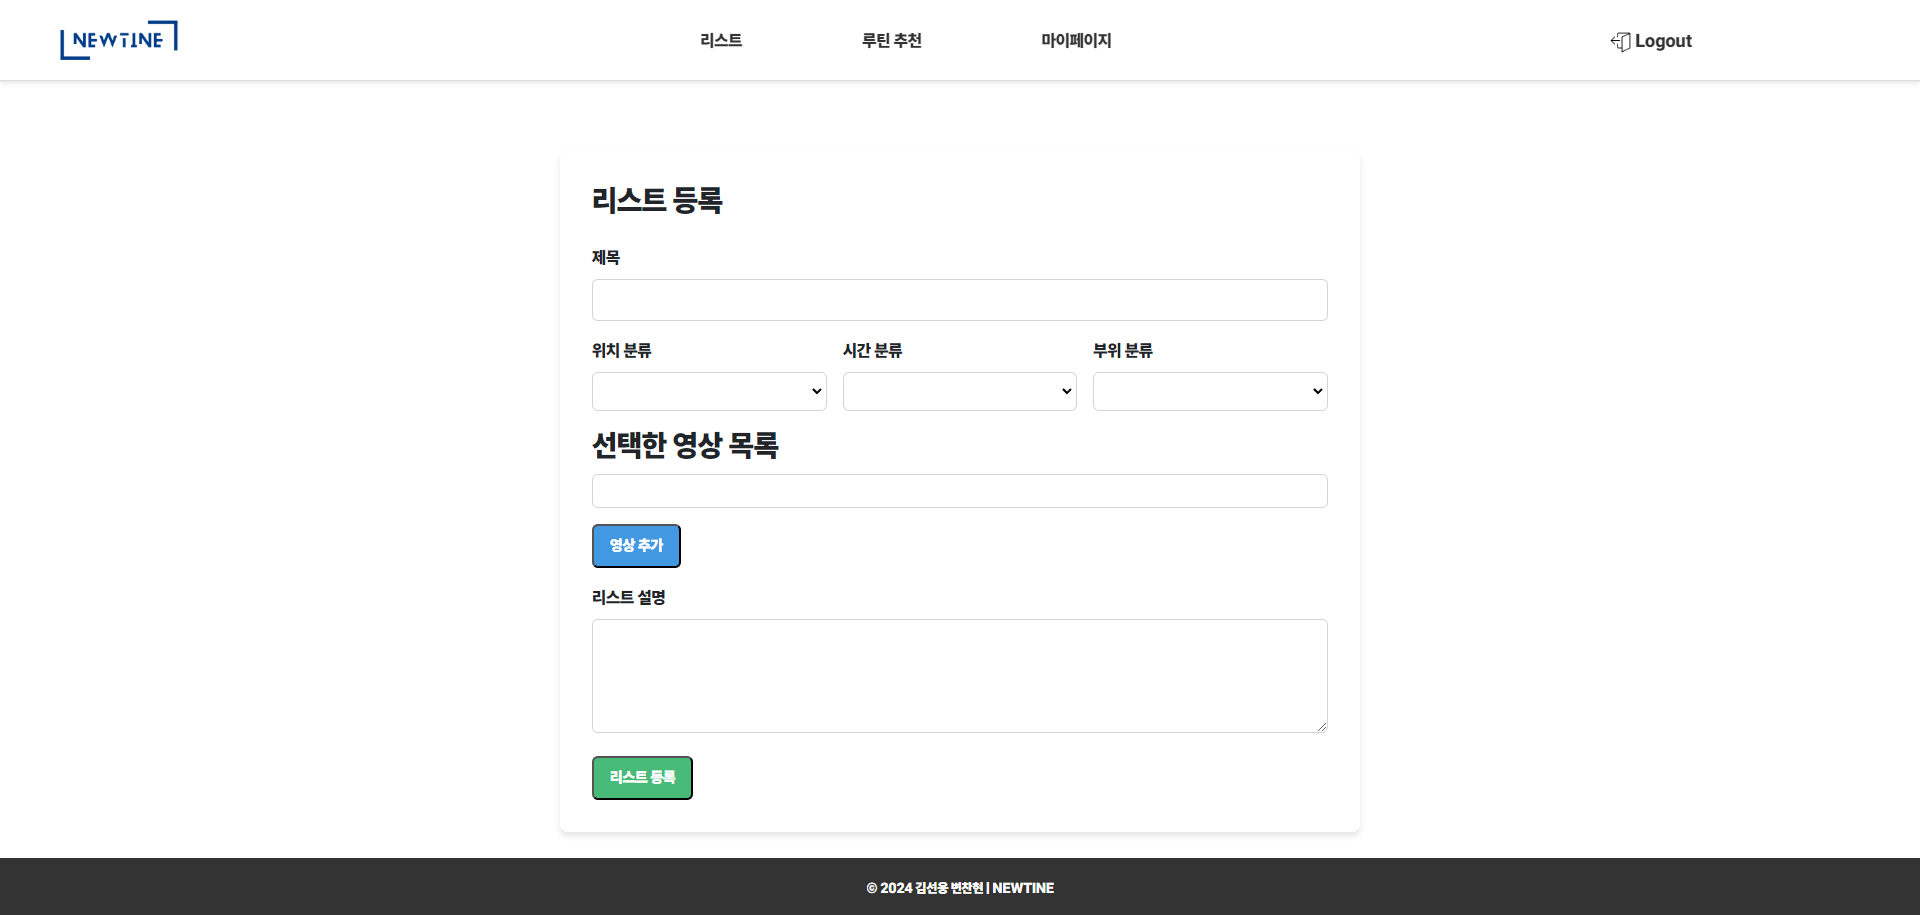 NEWTINE
리스트
루틴 추천
마이페이지
Logout
리스트 등록
제목
위치 분류
시간 분류
부위 분류
선택한 영상 목록
영상 추가
리스트 설명
리스트 등록
© 2024 김선웅 변찬현 | NEWTINE